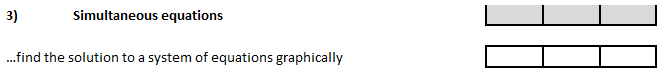 3) Simultaneous equations
...find the solution to a system of equations graphically